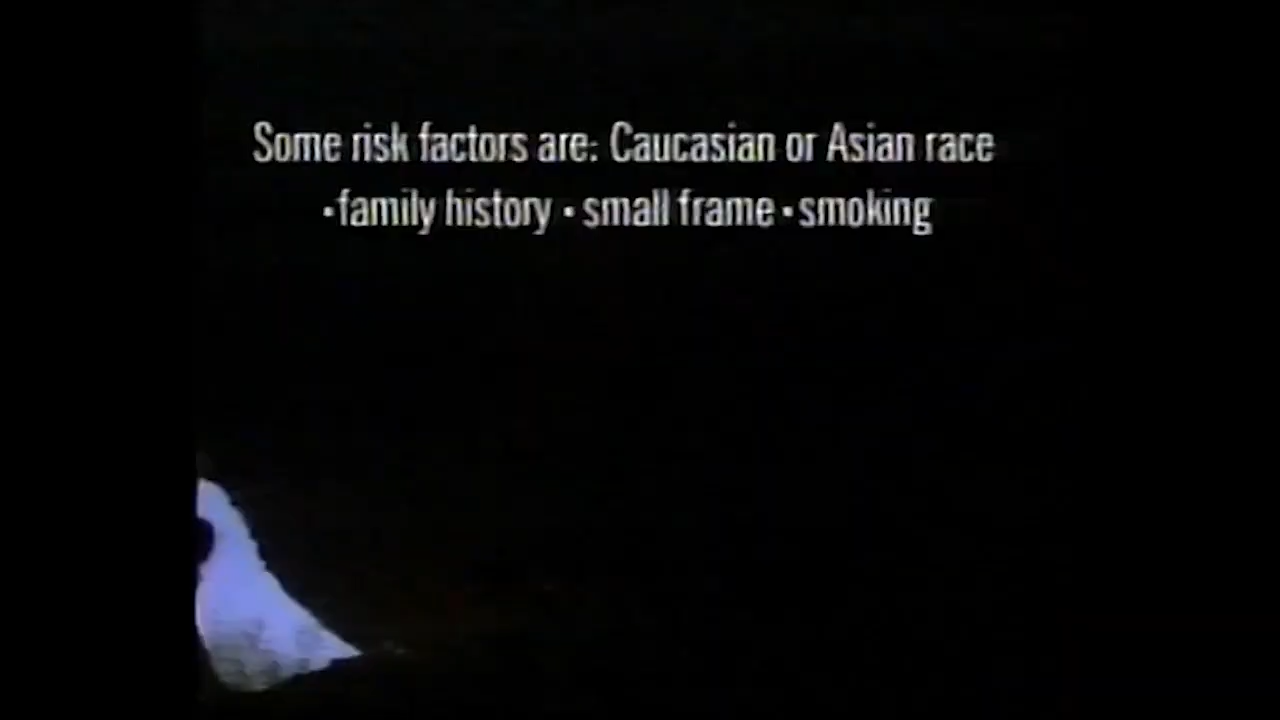 Some risk factors are: Caucasian or Asian race
•family history • small frame • smoking